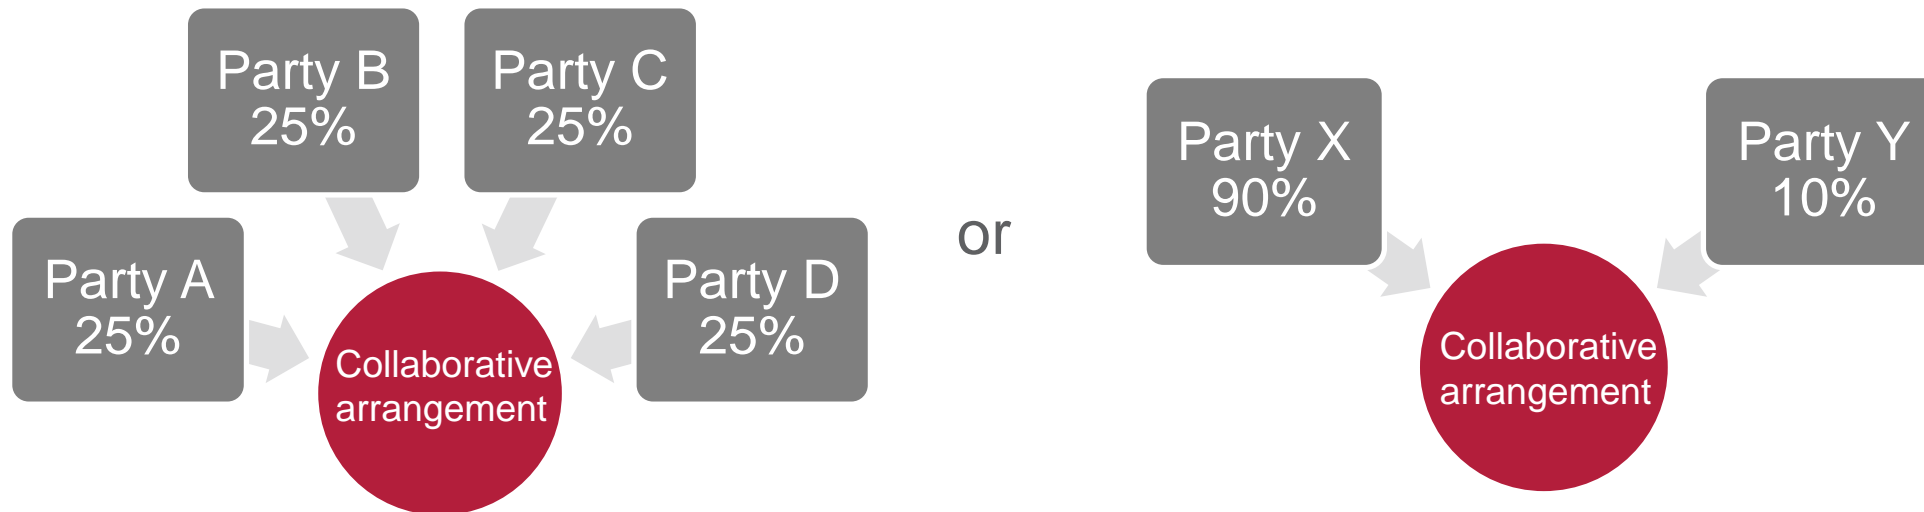 Party B
25%
Party C
25%
Party A
25%
Party D
25%
Collaborative
arrangement
or
Party X
90%
Party Y
10%
Collaborative
arrangement